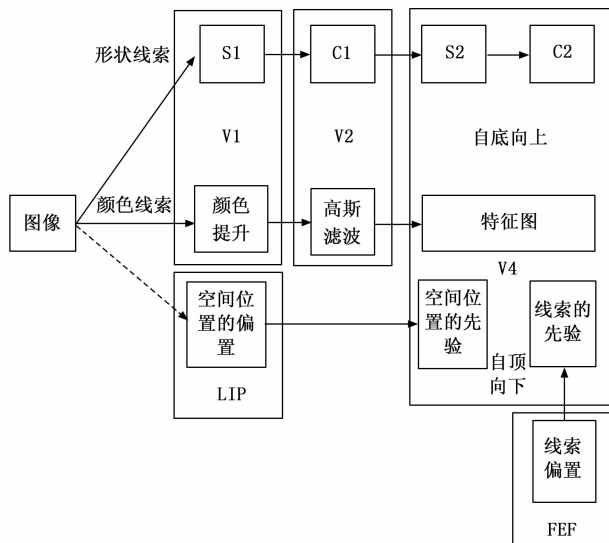 形状线索
S1
C1
S2
C2
V1
V2
自底向上
图像
颜色线索
颜色
提升
高斯
滤波
特征图
V4
空间位
置的偏
置
空间位
置的先
验
线索的
先验
自顶
向下
LIP
线索
偏置
FEF